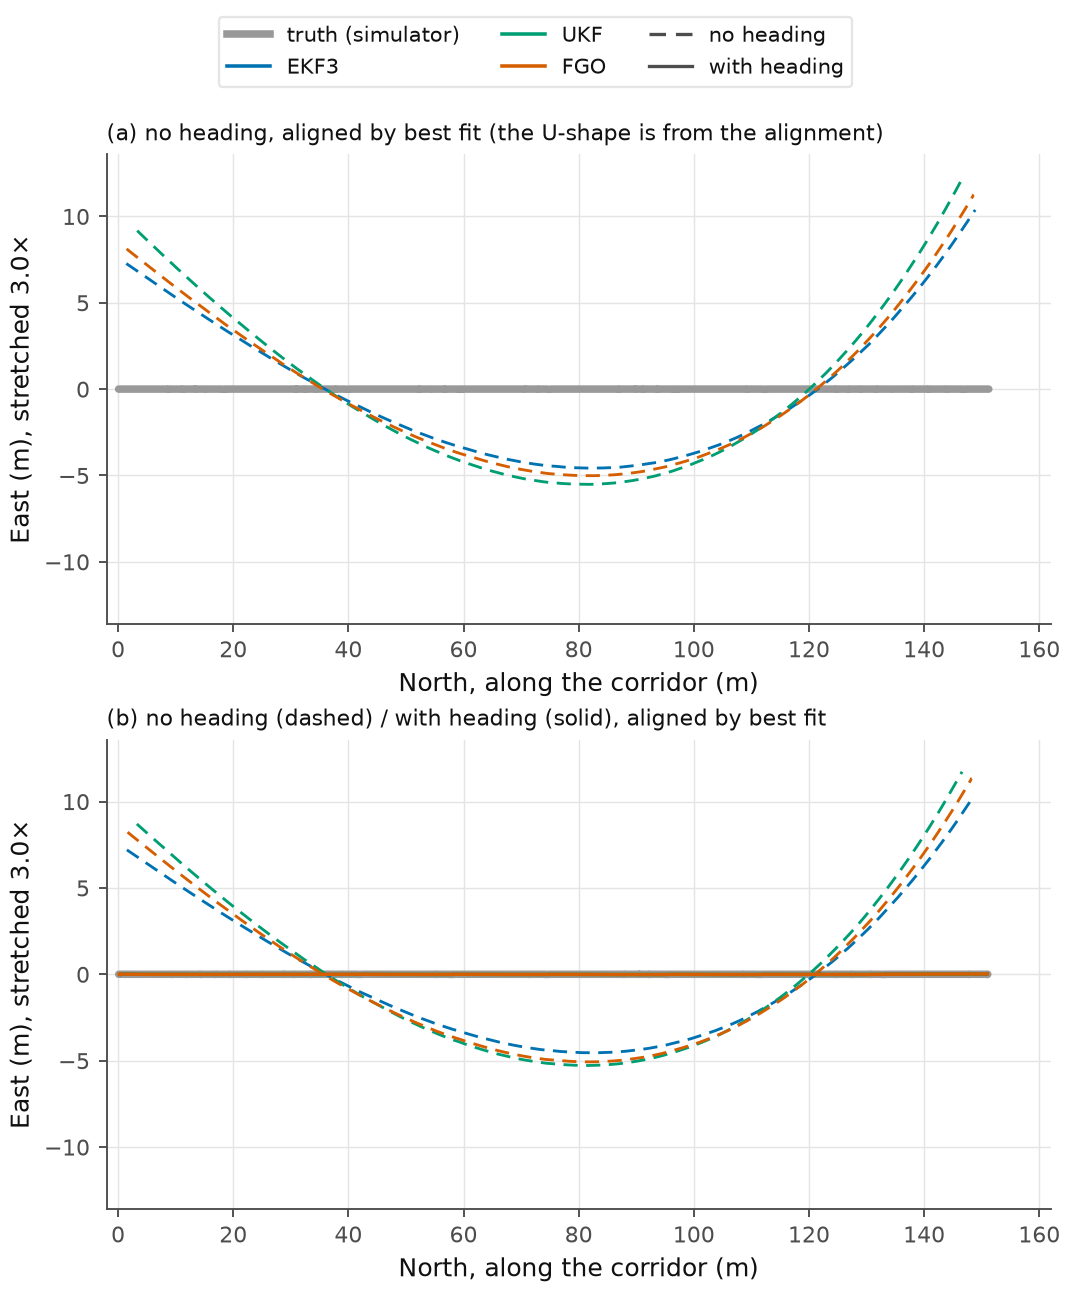 truth (simulator) UKF no heading
EKF3 FGO with heading
(a) no heading, aligned by best fit (the U-shape is from the alignment)
East (m), stretched 3.0×
10
5
0
−5
−10
0 20 40 60 80 100 120 140 160
North, along the corridor (m)
(b) no heading (dashed) / with heading (solid), aligned by best fit
East (m), stretched 3.0×
10
5
0
−5
−10
0 20 40 60 80 100 120 140 160
North, along the corridor (m)